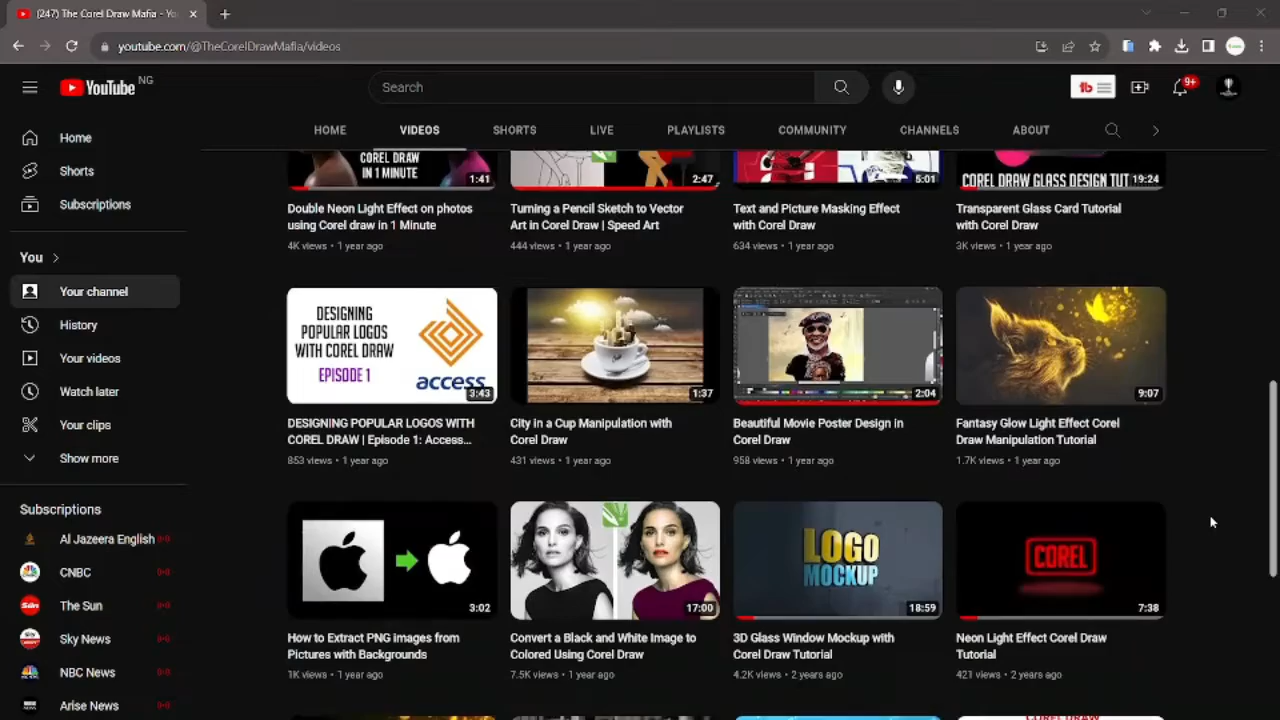 (247) The Corel Draw Mafia - Yo
youtube.com/@TheCorelDrawMafia/videos
YouTube NG
Search
tb
9+
HOME
VIDEOS
SHORTS
LIVE
PLAYLISTS
COMMUNITY
CHANNELS
ABOUT
Home
Shorts
Subscriptions
You
Your channel
History
Your videos
Watch later
Your clips
Show more
Subscriptions
Al Jazeera English
CNBC
The Sun
Sky News
NBC News
Arise News
COREL DRAW
IN 1 MINUTE
1:41
2:47
5:01
COREL DRAW GLASS DESIGN TUT
19:24
Double Neon Light Effect on photos
using Corel draw in 1 Minute
4K views • 1 year ago
Turning a Pencil Sketch to Vector
Art in Corel Draw | Speed Art
444 views • 1 year ago
Text and Picture Masking Effect
with Corel Draw
634 views • 1 year ago
Transparent Glass Card Tutorial
with Corel Draw
3K views • 1 year ago
DESIGNING
POPULAR LOGOS
WITH COREL DRAW
EPISODE 1
access
3:43
1:37
2:04
9:07
DESIGNING POPULAR LOGOS WITH
COREL DRAW | Episode 1: Access...
853 views • 1 year ago
City in a Cup Manipulation with
Corel Draw
431 views • 1 year ago
Beautiful Movie Poster Design in
Corel Draw
958 views • 1 year ago
Fantasy Glow Light Effect Corel
Draw Manipulation Tutorial
1.7K views • 1 year ago
3:02
17:00
LOGO
MOCKUP
18:59
COREL
7:38
How to Extract PNG images from
Pictures with Backgrounds
1K views • 1 year ago
Convert a Black and White Image to
Colored Using Corel Draw
7.5K views • 1 year ago
3D Glass Window Mockup with
Corel Draw Tutorial
4.2K views • 2 years ago
Neon Light Effect Corel Draw
Tutorial
421 views • 2 years ago